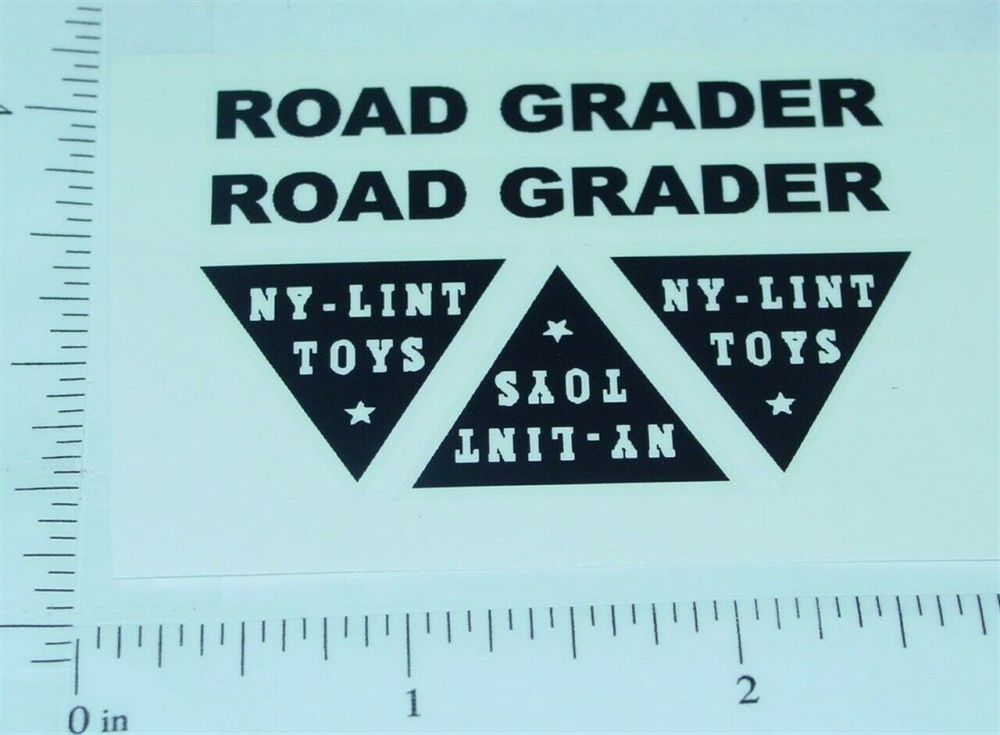 ROAD GRADER
ROAD GRADER
NY-LINT
TOYS
NY-LINT
TOYS
NY-LINT
TOYS
0 in
1
2